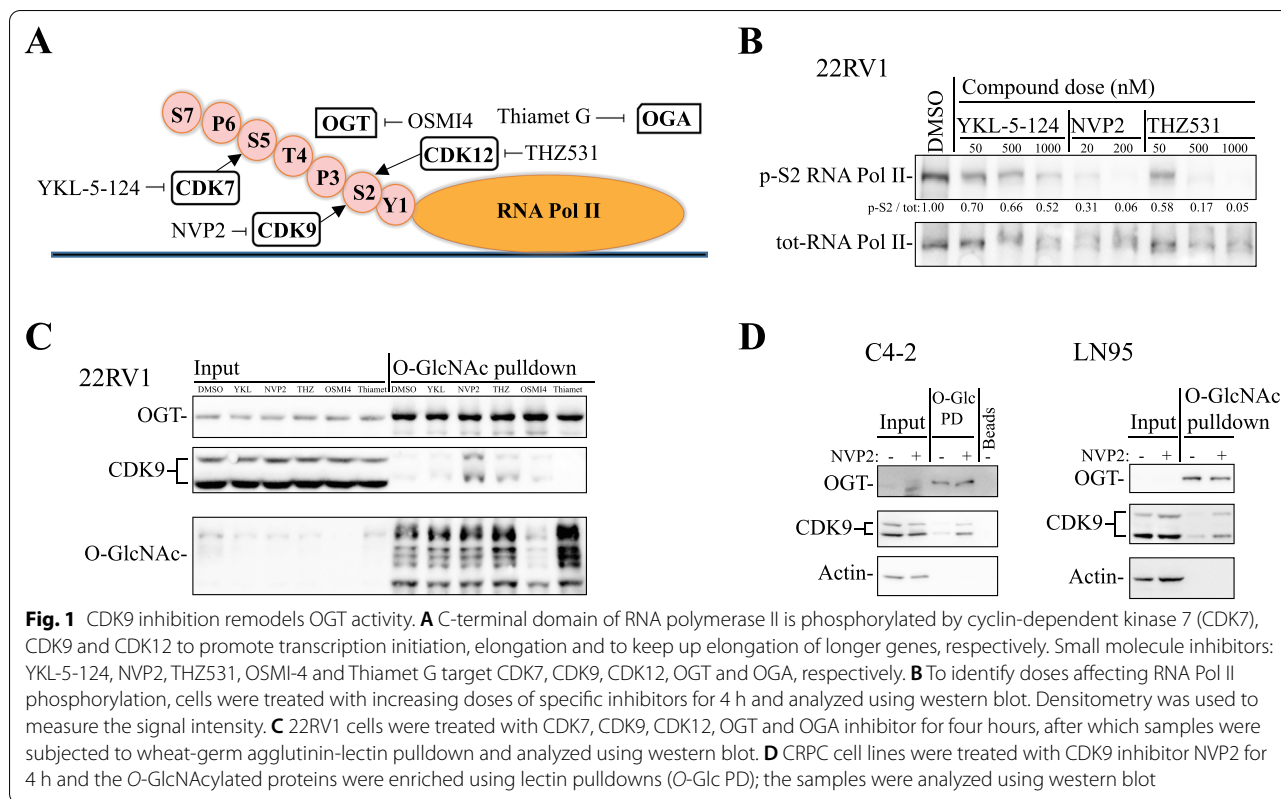 A
S7
P6
S5
T4
P3
S2
Y1
OGT
OSMI4
Thiamet G
OGA
CDK12
THZ531
YKL-5-124
CDK7
NVP2
CDK9
RNA Pol II
B
22RV1
DMSO
Compound dose (nM)
YKL-5-124 NVP2 THZ531
50 500 1000 20 200 50 500 1000
p-S2 RNA Pol II-
p-S2 / tot: 1.00 0.70 0.66 0.52 0.31 0.06 0.58 0.17 0.05
tot-RNA Pol II-
C
22RV1
Input O-GlcNAc pulldown
DMSO YKL NVP2 THZ OSMI4 Thiamet DMSO YKL NVP2 THZ OSMI4 Thiamet
OGT-
CDK9
O-GlcNAc-
D
C4-2
Input
O-Glc
PD
Beads
NVP2: - + - + -
OGT-
CDK9
Actin-
LN95
Input
O-GlcNAc
pulldown
NVP2: - + - +
OGT-
CDK9
Actin-
Fig. 1 CDK9 inhibition remodels OGT activity. A C-terminal domain of RNA polymerase II is phosphorylated by cyclin-dependent kinase 7 (CDK7),
CDK9 and CDK12 to promote transcription initiation, elongation and to keep up elongation of longer genes, respectively. Small molecule inhibitors:
YKL-5-124, NVP2, THZ531, OSMI-4 and Thiamet G target CDK7, CDK9, CDK12, OGT and OGA, respectively. B To identify doses affecting RNA Pol II
phosphorylation, cells were treated with increasing doses of specific inhibitors for 4 h and analyzed using western blot. Densitometry was used to
measure the signal intensity. C 22RV1 cells were treated with CDK7, CDK9, CDK12, OGT and OGA inhibitor for four hours, after which samples were
subjected to wheat-germ agglutinin-lectin pulldown and analyzed using western blot. D CRPC cell lines were treated with CDK9 inhibitor NVP2 for
4 h and the O-GlcNAcylated proteins were enriched using lectin pulldowns (O-Glc PD); the samples were analyzed using western blot